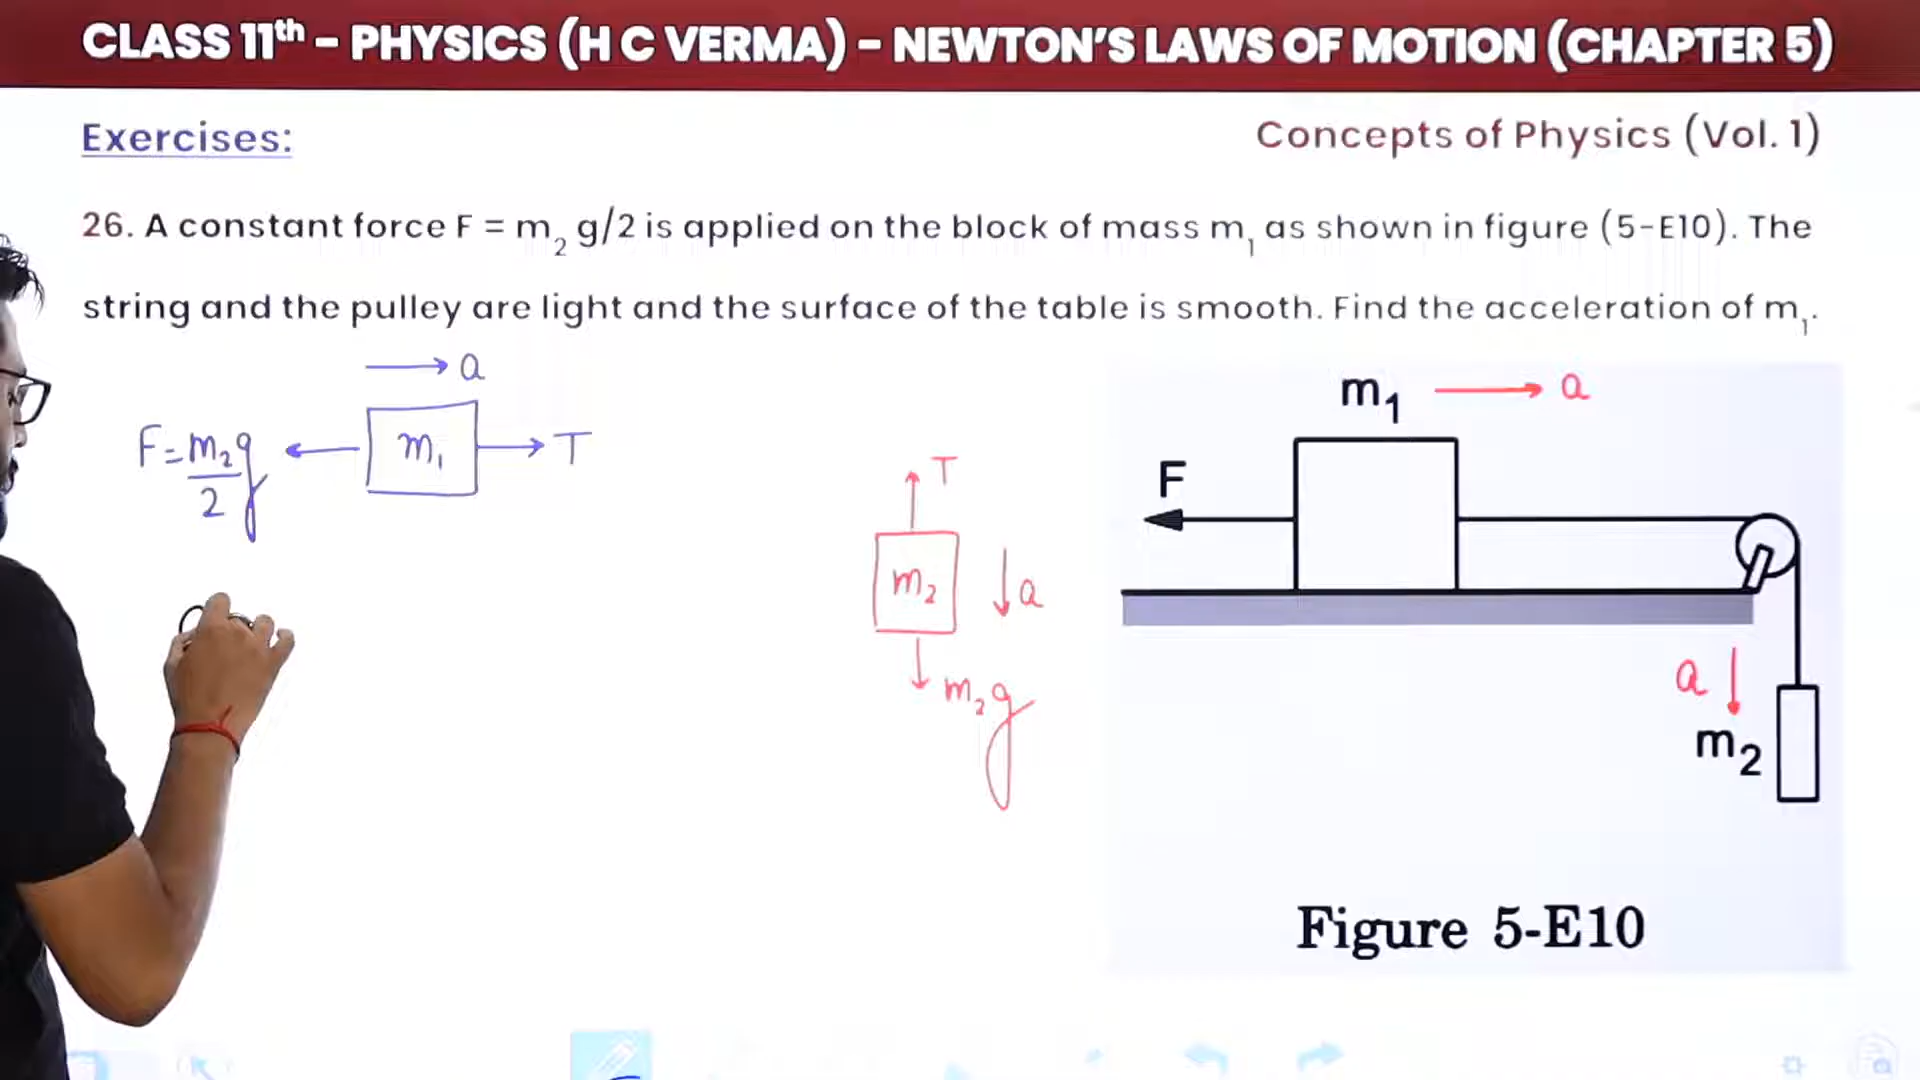 CLASS 11th – PHYSICS (H C VERMA) – NEWTON'S LAWS OF MOTION (CHAPTER 5)
Exercises:
Concepts of Physics (Vol. 1)
26. A constant force F = m₂ g/2 is applied on the block of mass m₁ as shown in figure (5-E10). The
string and the pulley are light and the surface of the table is smooth. Find the acceleration of m₁.
a
F = m₂g
2
m₁
T
T
m₂
a
m₂g
m₁
a
F
a
m₂
Figure 5-E10